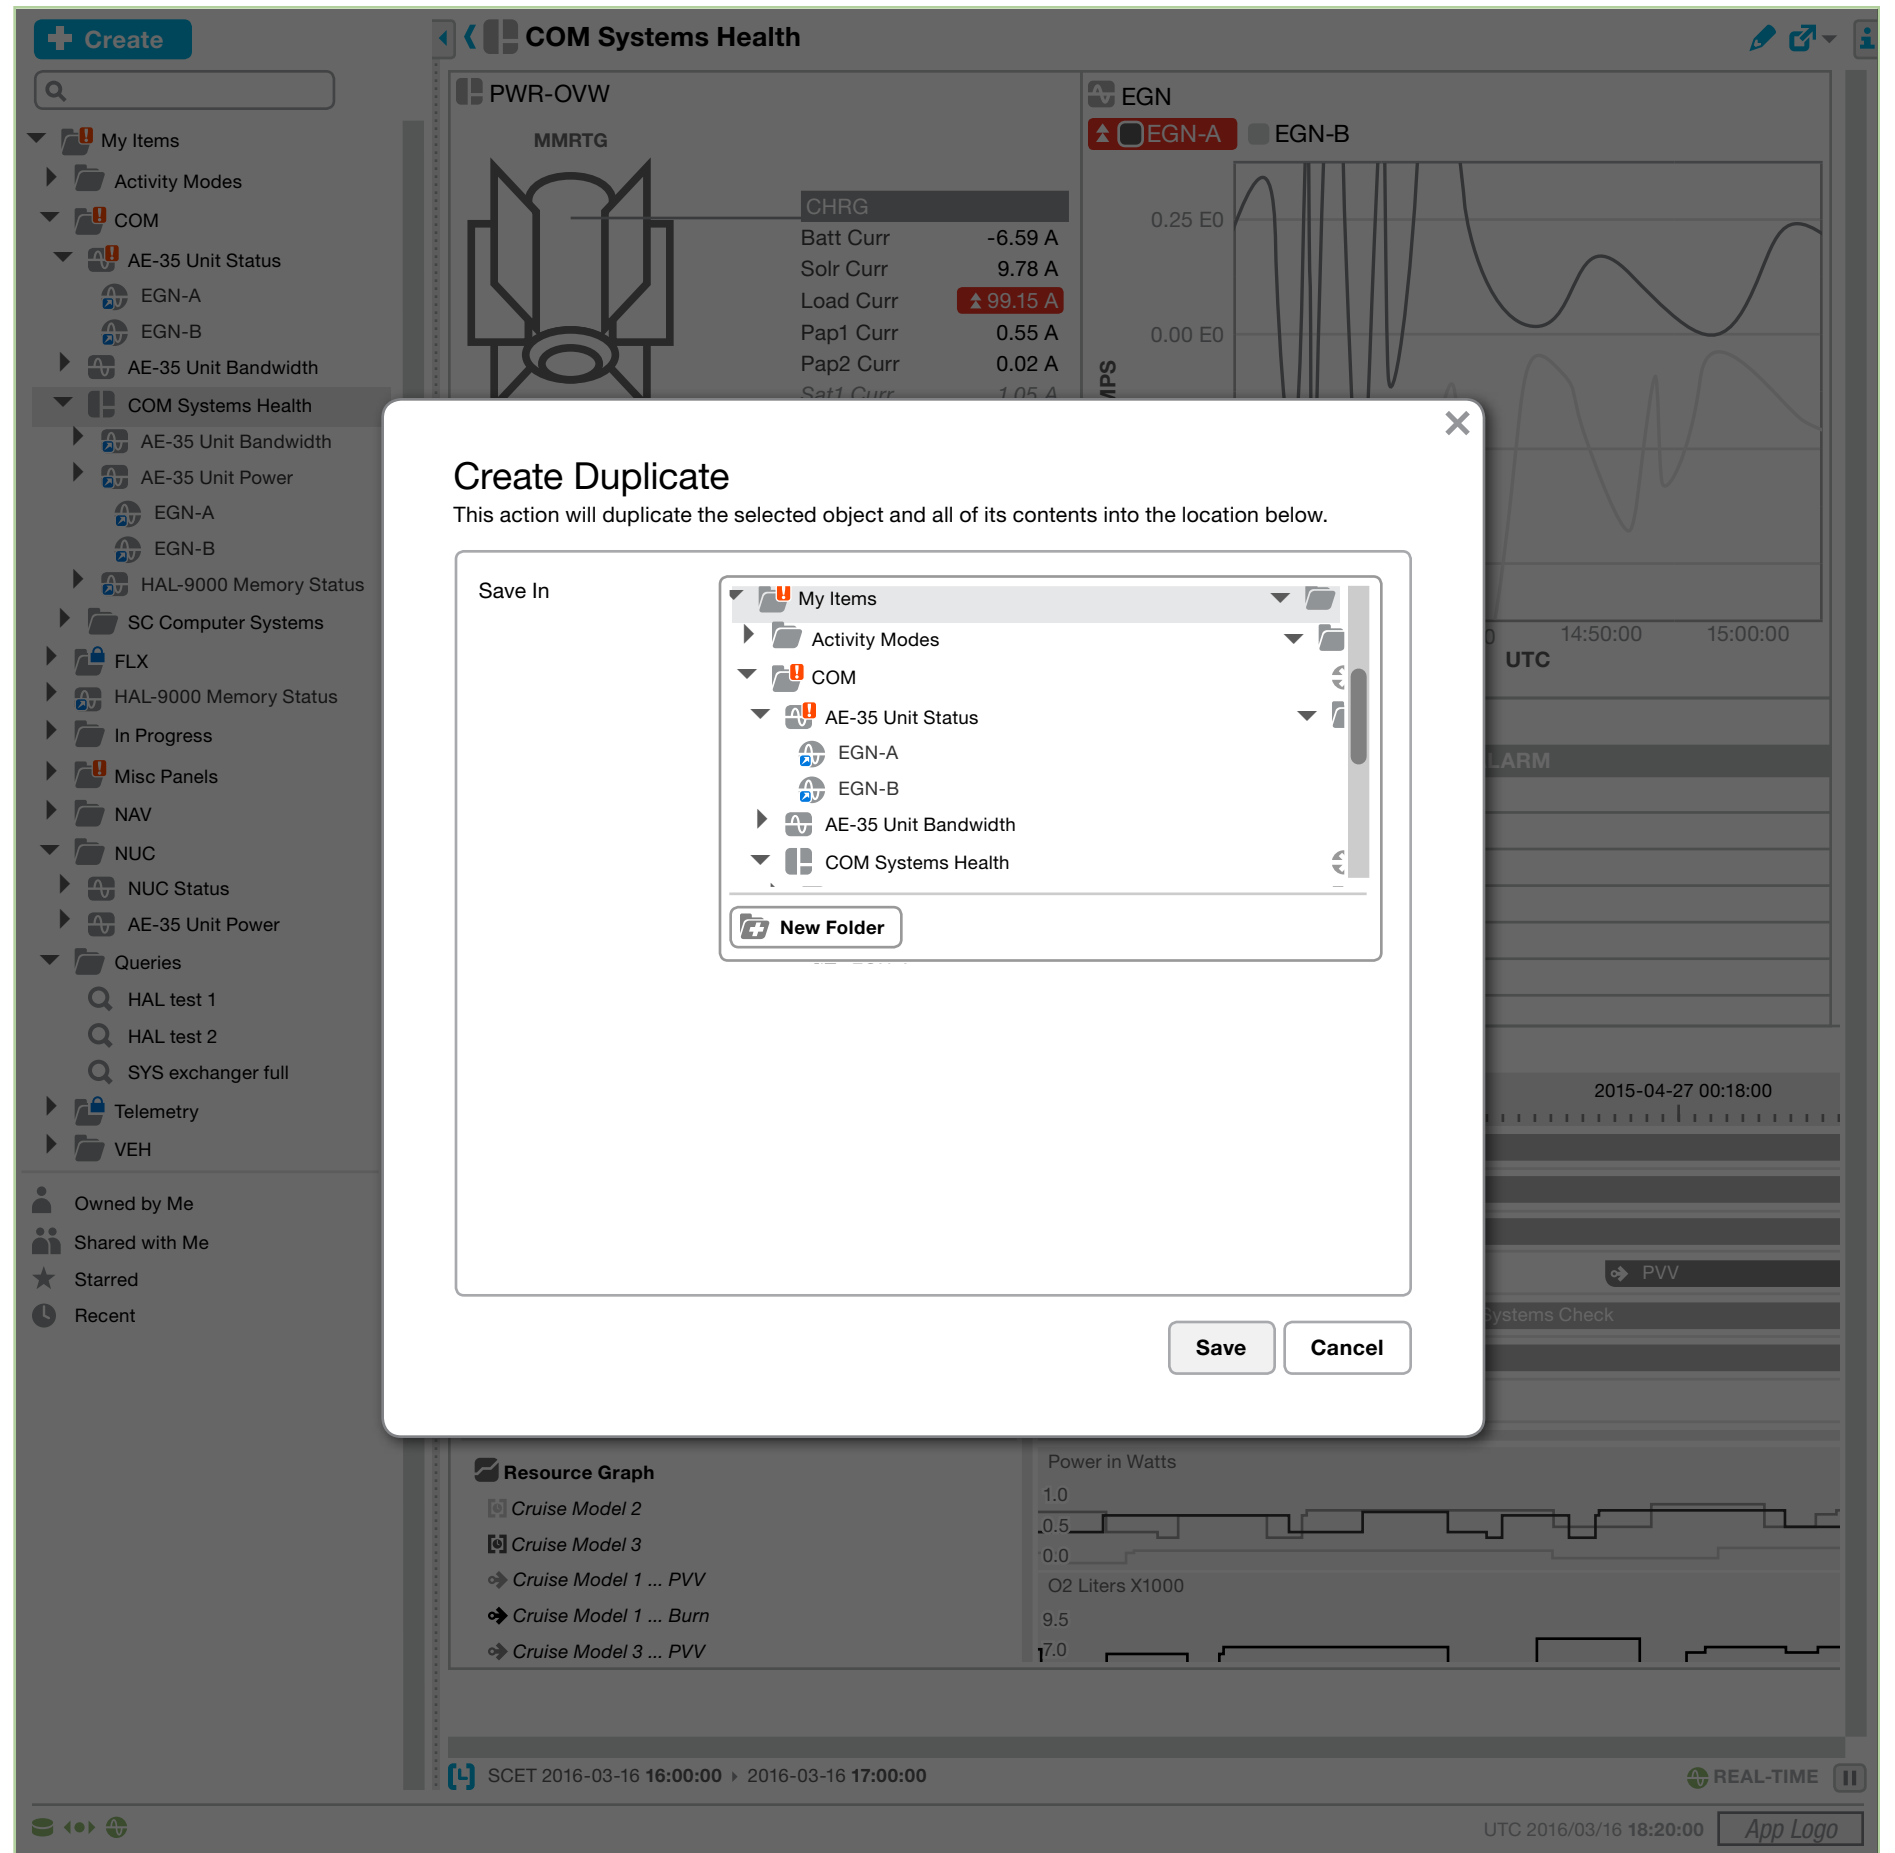 Create
COM Systems Health
PWR-OVW
EGN
MMRTG
EGN-A
EGN-B
CHRG
Batt Curr -6.59 A
Solr Curr 9.78 A
Load Curr 99.15 A
Pap1 Curr 0.55 A
Pap2 Curr 0.02 A
Sat1 Curr 1.05 A
0.25 E0
0.00 E0
14:50:00
15:00:00
UTC
My Items
Activity Modes
COM
AE-35 Unit Status
EGN-A
EGN-B
AE-35 Unit Bandwidth
COM Systems Health
AE-35 Unit Bandwidth
AE-35 Unit Power
EGN-A
EGN-B
HAL-9000 Memory Status
SC Computer Systems
FLX
HAL-9000 Memory Status
In Progress
Misc Panels
NAV
NUC
NUC Status
AE-35 Unit Power
Queries
HAL test 1
HAL test 2
SYS exchanger full
Telemetry
VEH
Owned by Me
Shared with Me
Starred
Recent
Create Duplicate
This action will duplicate the selected object and all of its contents into the location below.
Save In
My Items
Activity Modes
COM
AE-35 Unit Status
EGN-A
EGN-B
AE-35 Unit Bandwidth
COM Systems Health
New Folder
Save
Cancel
LARM
2015-04-27 00:18:00
PVV
Systems Check
Resource Graph
Cruise Model 2
Cruise Model 3
Cruise Model 1 ... PVV
Cruise Model 1 ... Burn
Cruise Model 3 ... PVV
Power in Watts
1.0
0.5
0.0
O2 Liters X1000
9.5
7.0
SCET 2016-03-16 16:00:00 2016-03-16 17:00:00
REAL-TIME
UTC 2016/03/16 18:20:00
App Logo